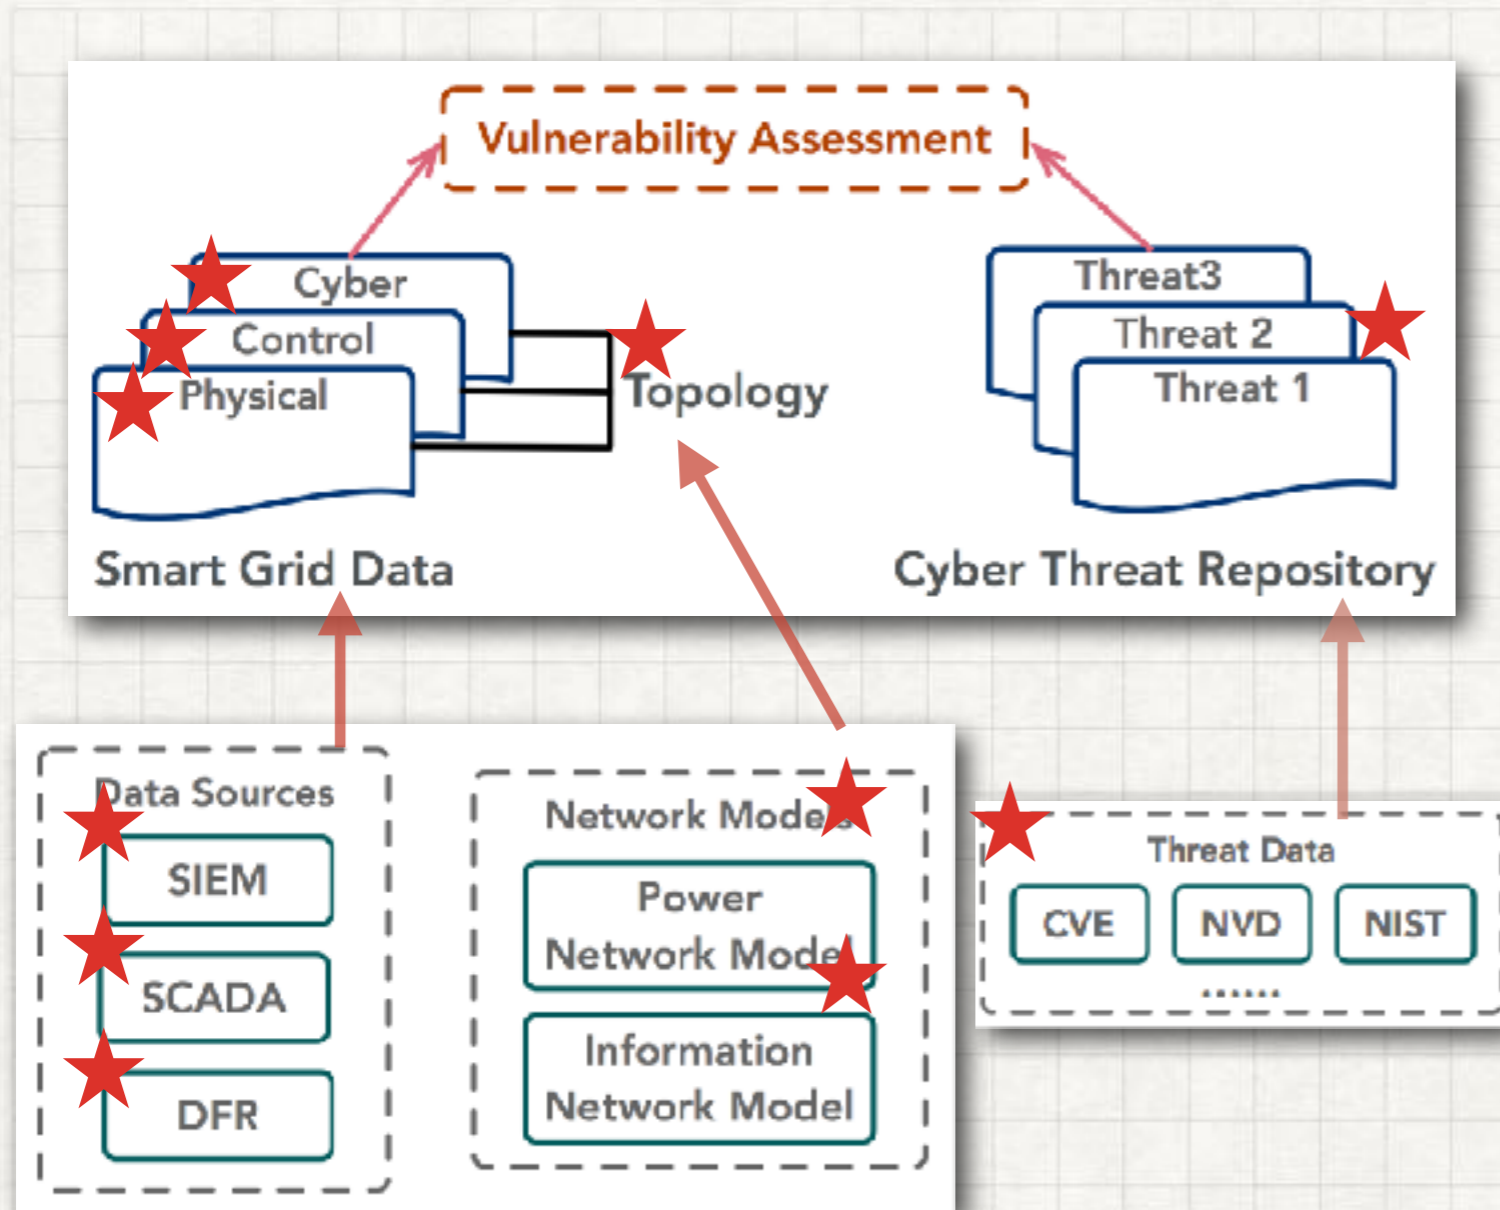 Vulnerability Assessment
Cyber
Control
Physical
Topology
Smart Grid Data
Threat3
Threat 2
Threat 1
Cyber Threat Repository
Data Sources
SIEM
SCADA
DFR
Network Models
Power
Network Model
Information
Network Model
Threat Data
CVE
NVD
NIST
......